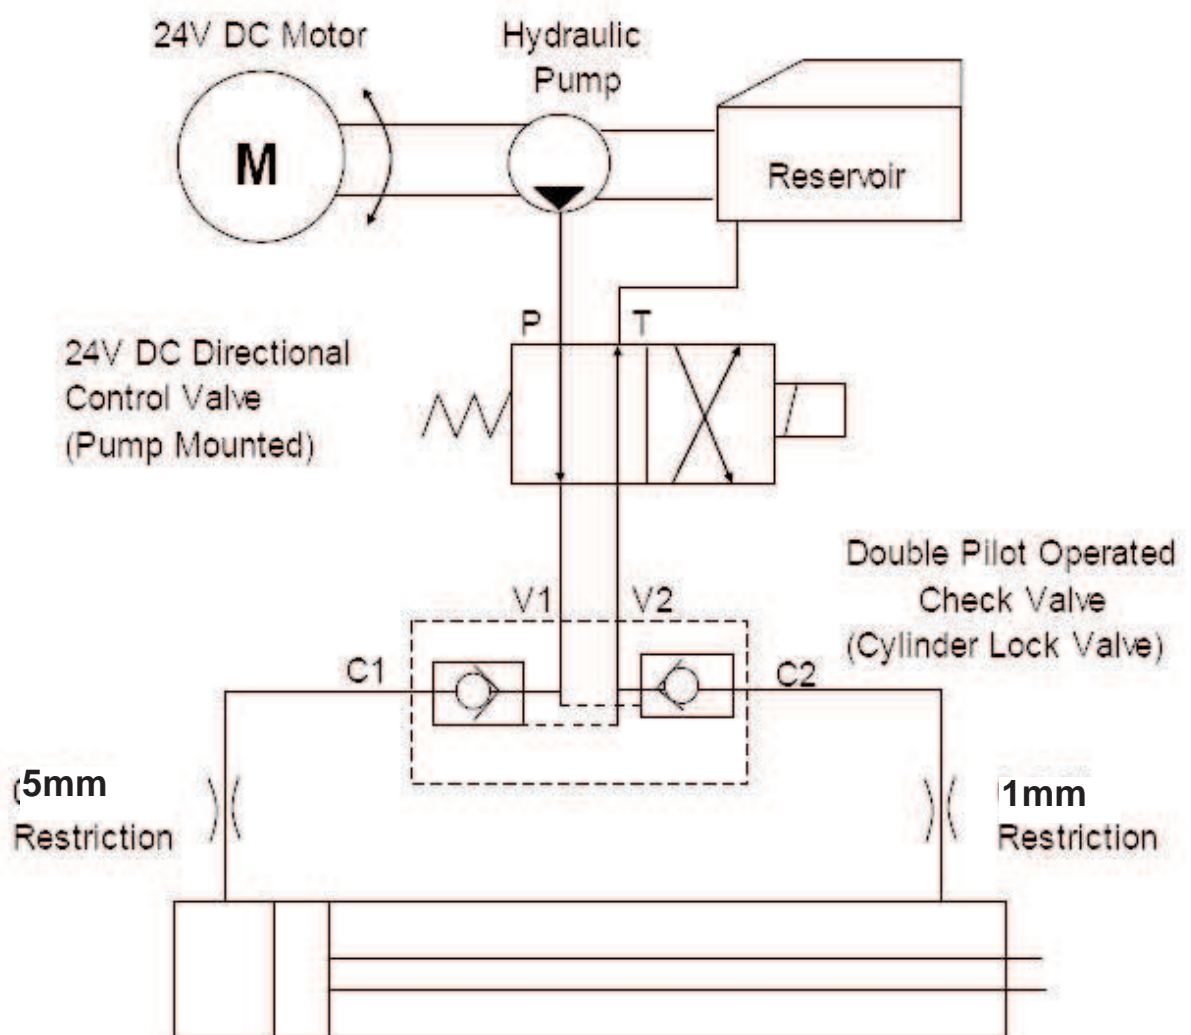 24V DC Motor
Hydraulic
Pump
M
Reservoir
P
T
24V DC Directional
Control Valve
(Pump Mounted)
V1
V2
Double Pilot Operated
Check Valve
(Cylinder Lock Valve)
C1
C2
5mm
Restriction
1mm
Restriction